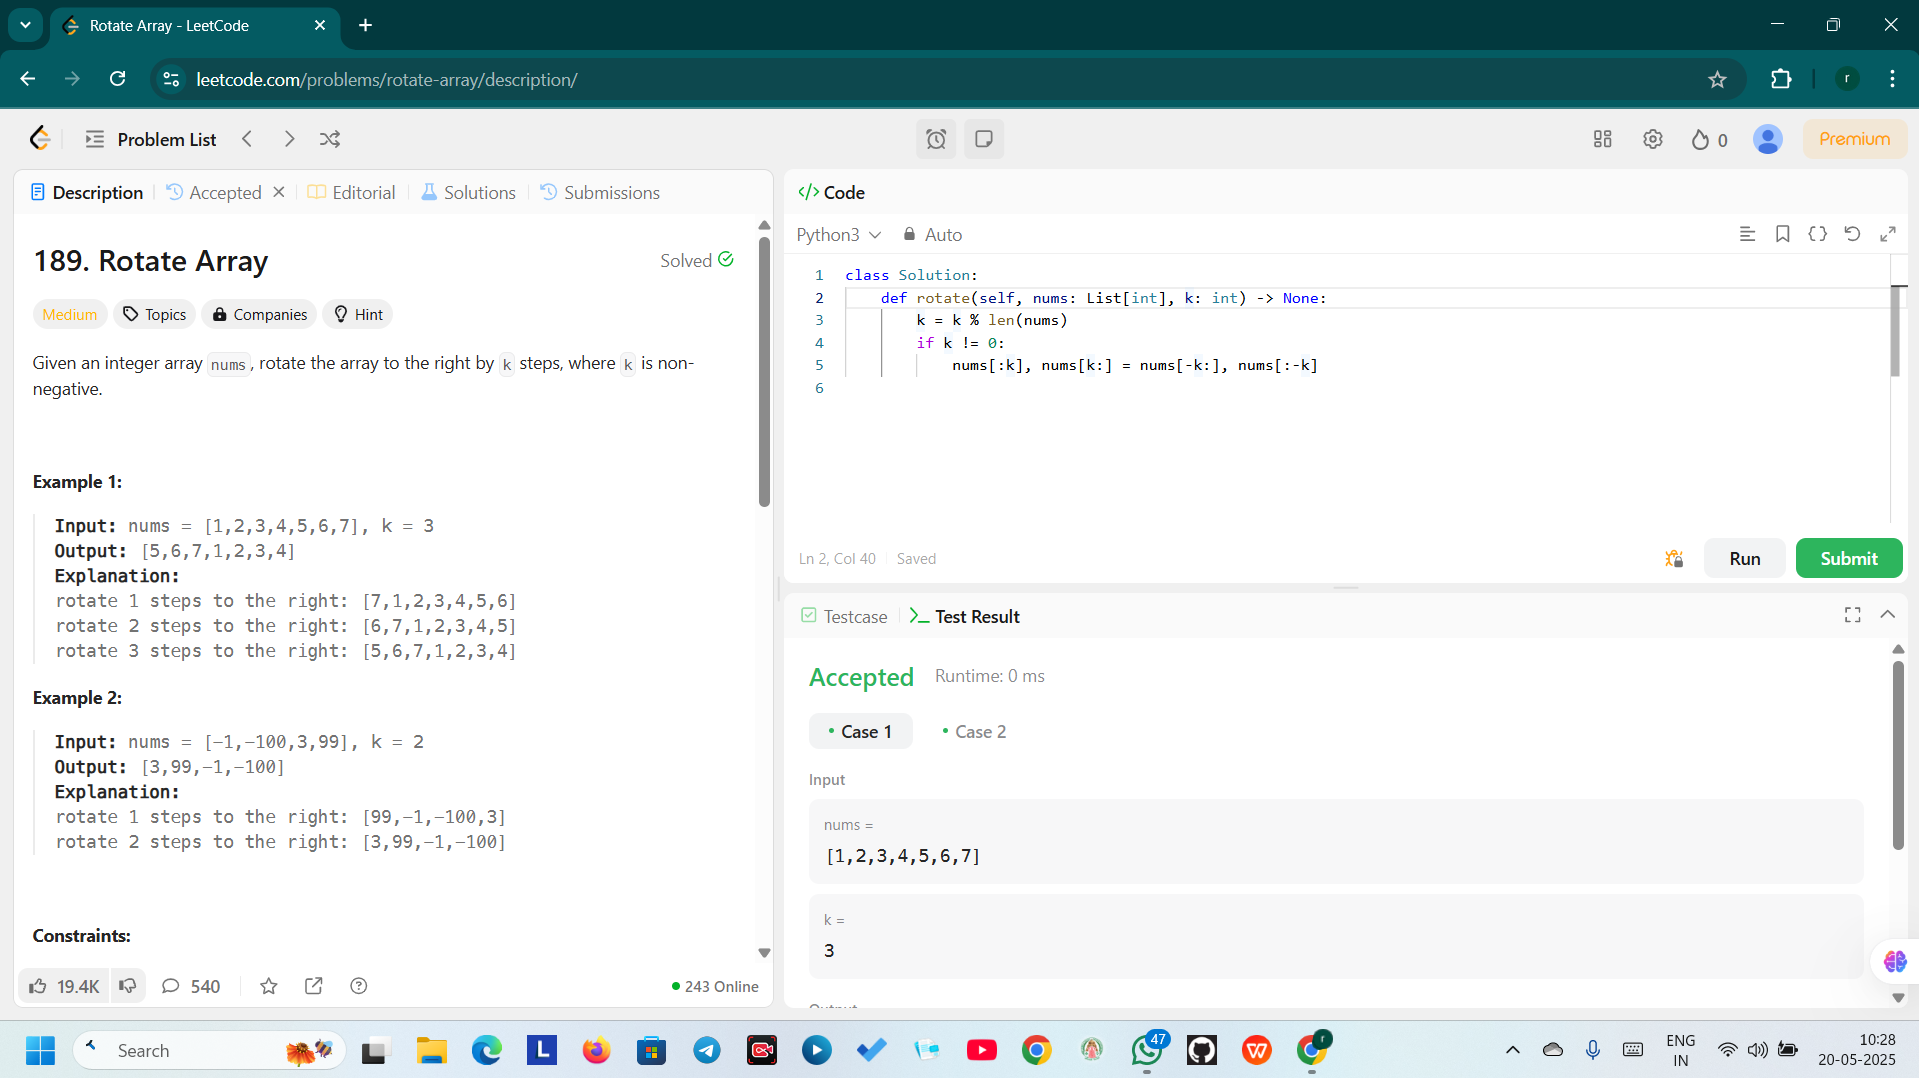 Rotate Array - LeetCode
leetcode.com/problems/rotate-array/description/
r
Problem List
0
Premium
Description
Accepted
Editorial
Solutions
Submissions
189. Rotate Array
Solved
Medium
Topics
Companies
Hint
Given an integer array nums, rotate the array to the right by k steps, where k is non-
negative.
Example 1:
Input: nums = [1,2,3,4,5,6,7], k = 3
Output: [5,6,7,1,2,3,4]
Explanation:
rotate 1 steps to the right: [7,1,2,3,4,5,6]
rotate 2 steps to the right: [6,7,1,2,3,4,5]
rotate 3 steps to the right: [5,6,7,1,2,3,4]
Example 2:
Input: nums = [-1,-100,3,99], k = 2
Output: [3,99,-1,-100]
Explanation:
rotate 1 steps to the right: [99,-1,-100,3]
rotate 2 steps to the right: [3,99,-1,-100]
Constraints:
19.4K
540
243 Online
</> Code
Python3
Auto
1 class Solution:
2     def rotate(self, nums: List[int], k: int) -> None:
3         k = k % len(nums)
4         if k != 0:
5             nums[:k], nums[k:] = nums[-k:], nums[:-k]
6
Ln 2, Col 40
Saved
Run
Submit
Testcase
Test Result
Accepted
Runtime: 0 ms
Case 1
Case 2
Input
nums =
[1,2,3,4,5,6,7]
k =
3
Output
Search
L
W
47
r
ENG
IN
10:28
20-05-2025